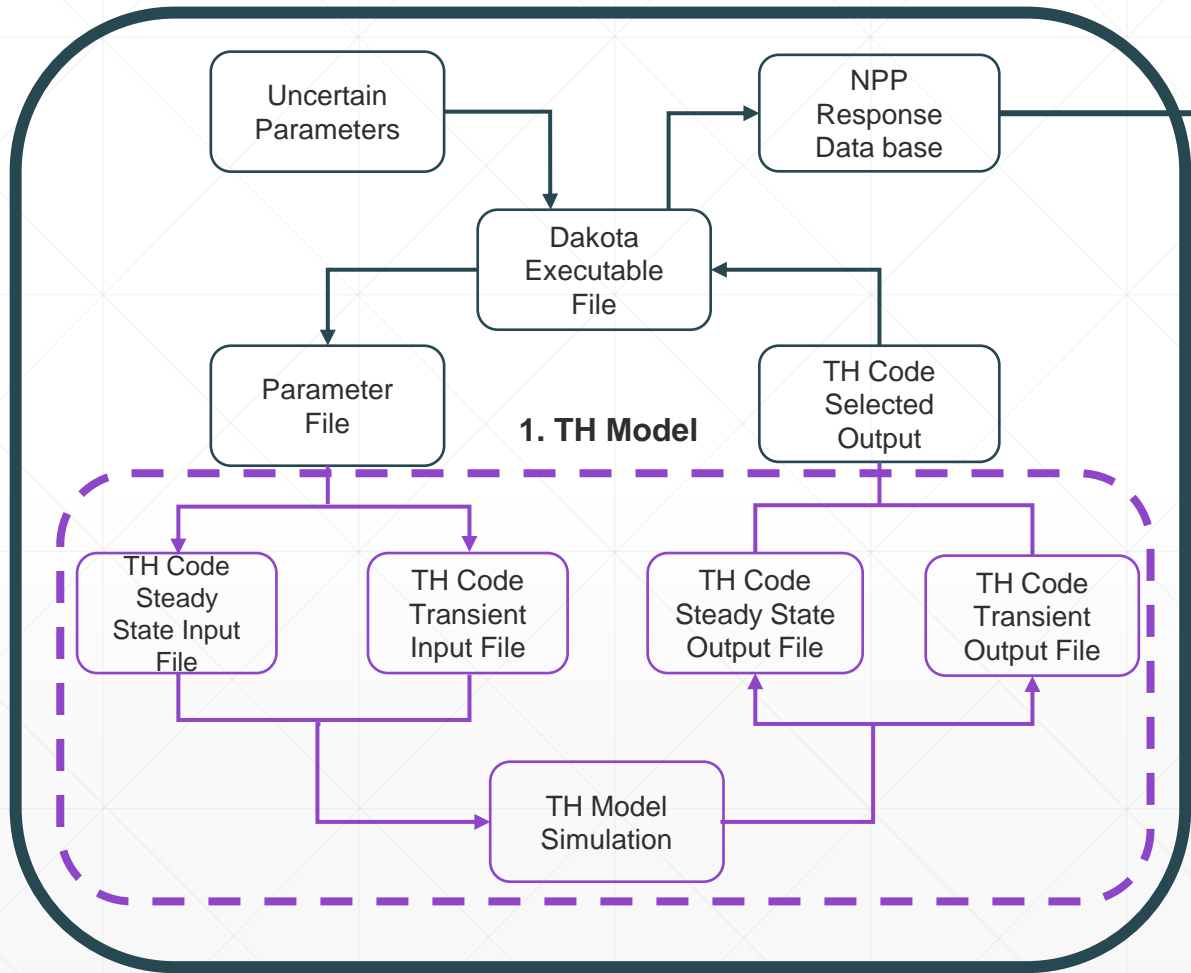 Uncertain
Parameters
NPP
Response
Data base
Dakota
Executable
File
Parameter
File
TH Code
Selected
Output
1. TH Model
TH Code
Steady
State Input
File
TH Code
Transient
Input File
TH Code
Steady State
Output File
TH Code
Transient
Output File
TH Model
Simulation